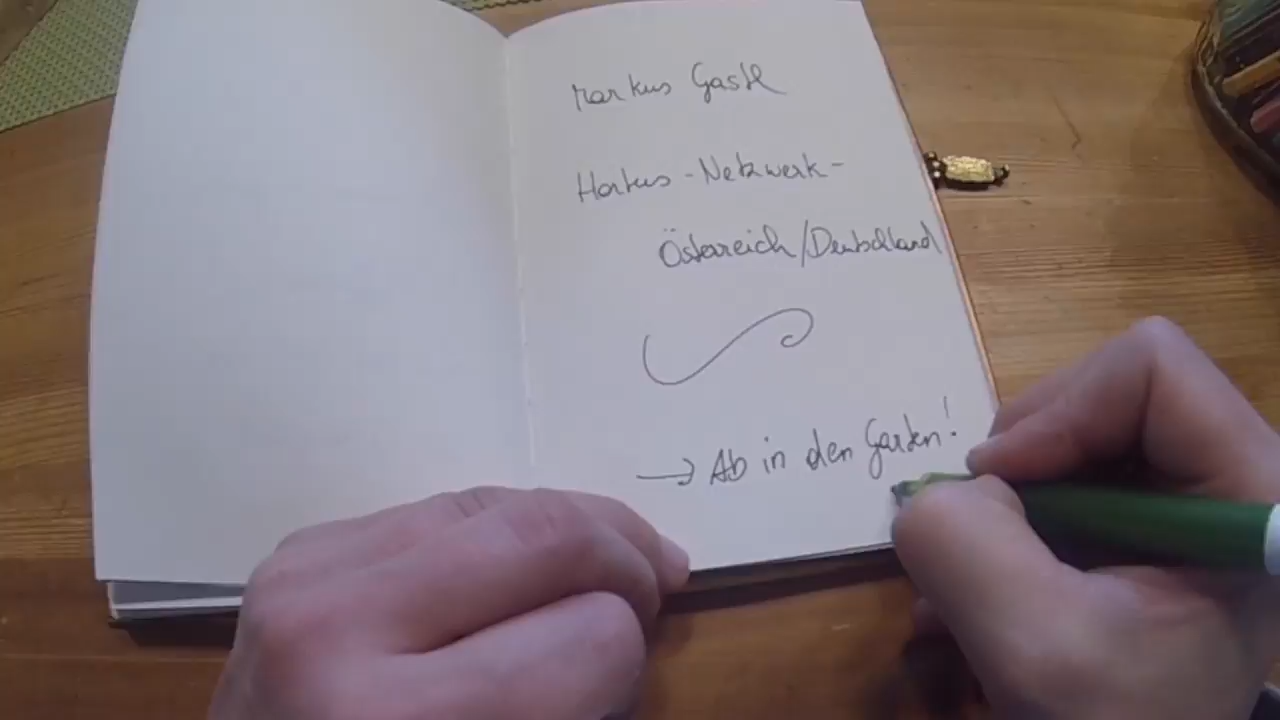 Markus Gastl
Hortus-Netzwerk-
Österreich/Deutschland
→ Ab in den Garten!